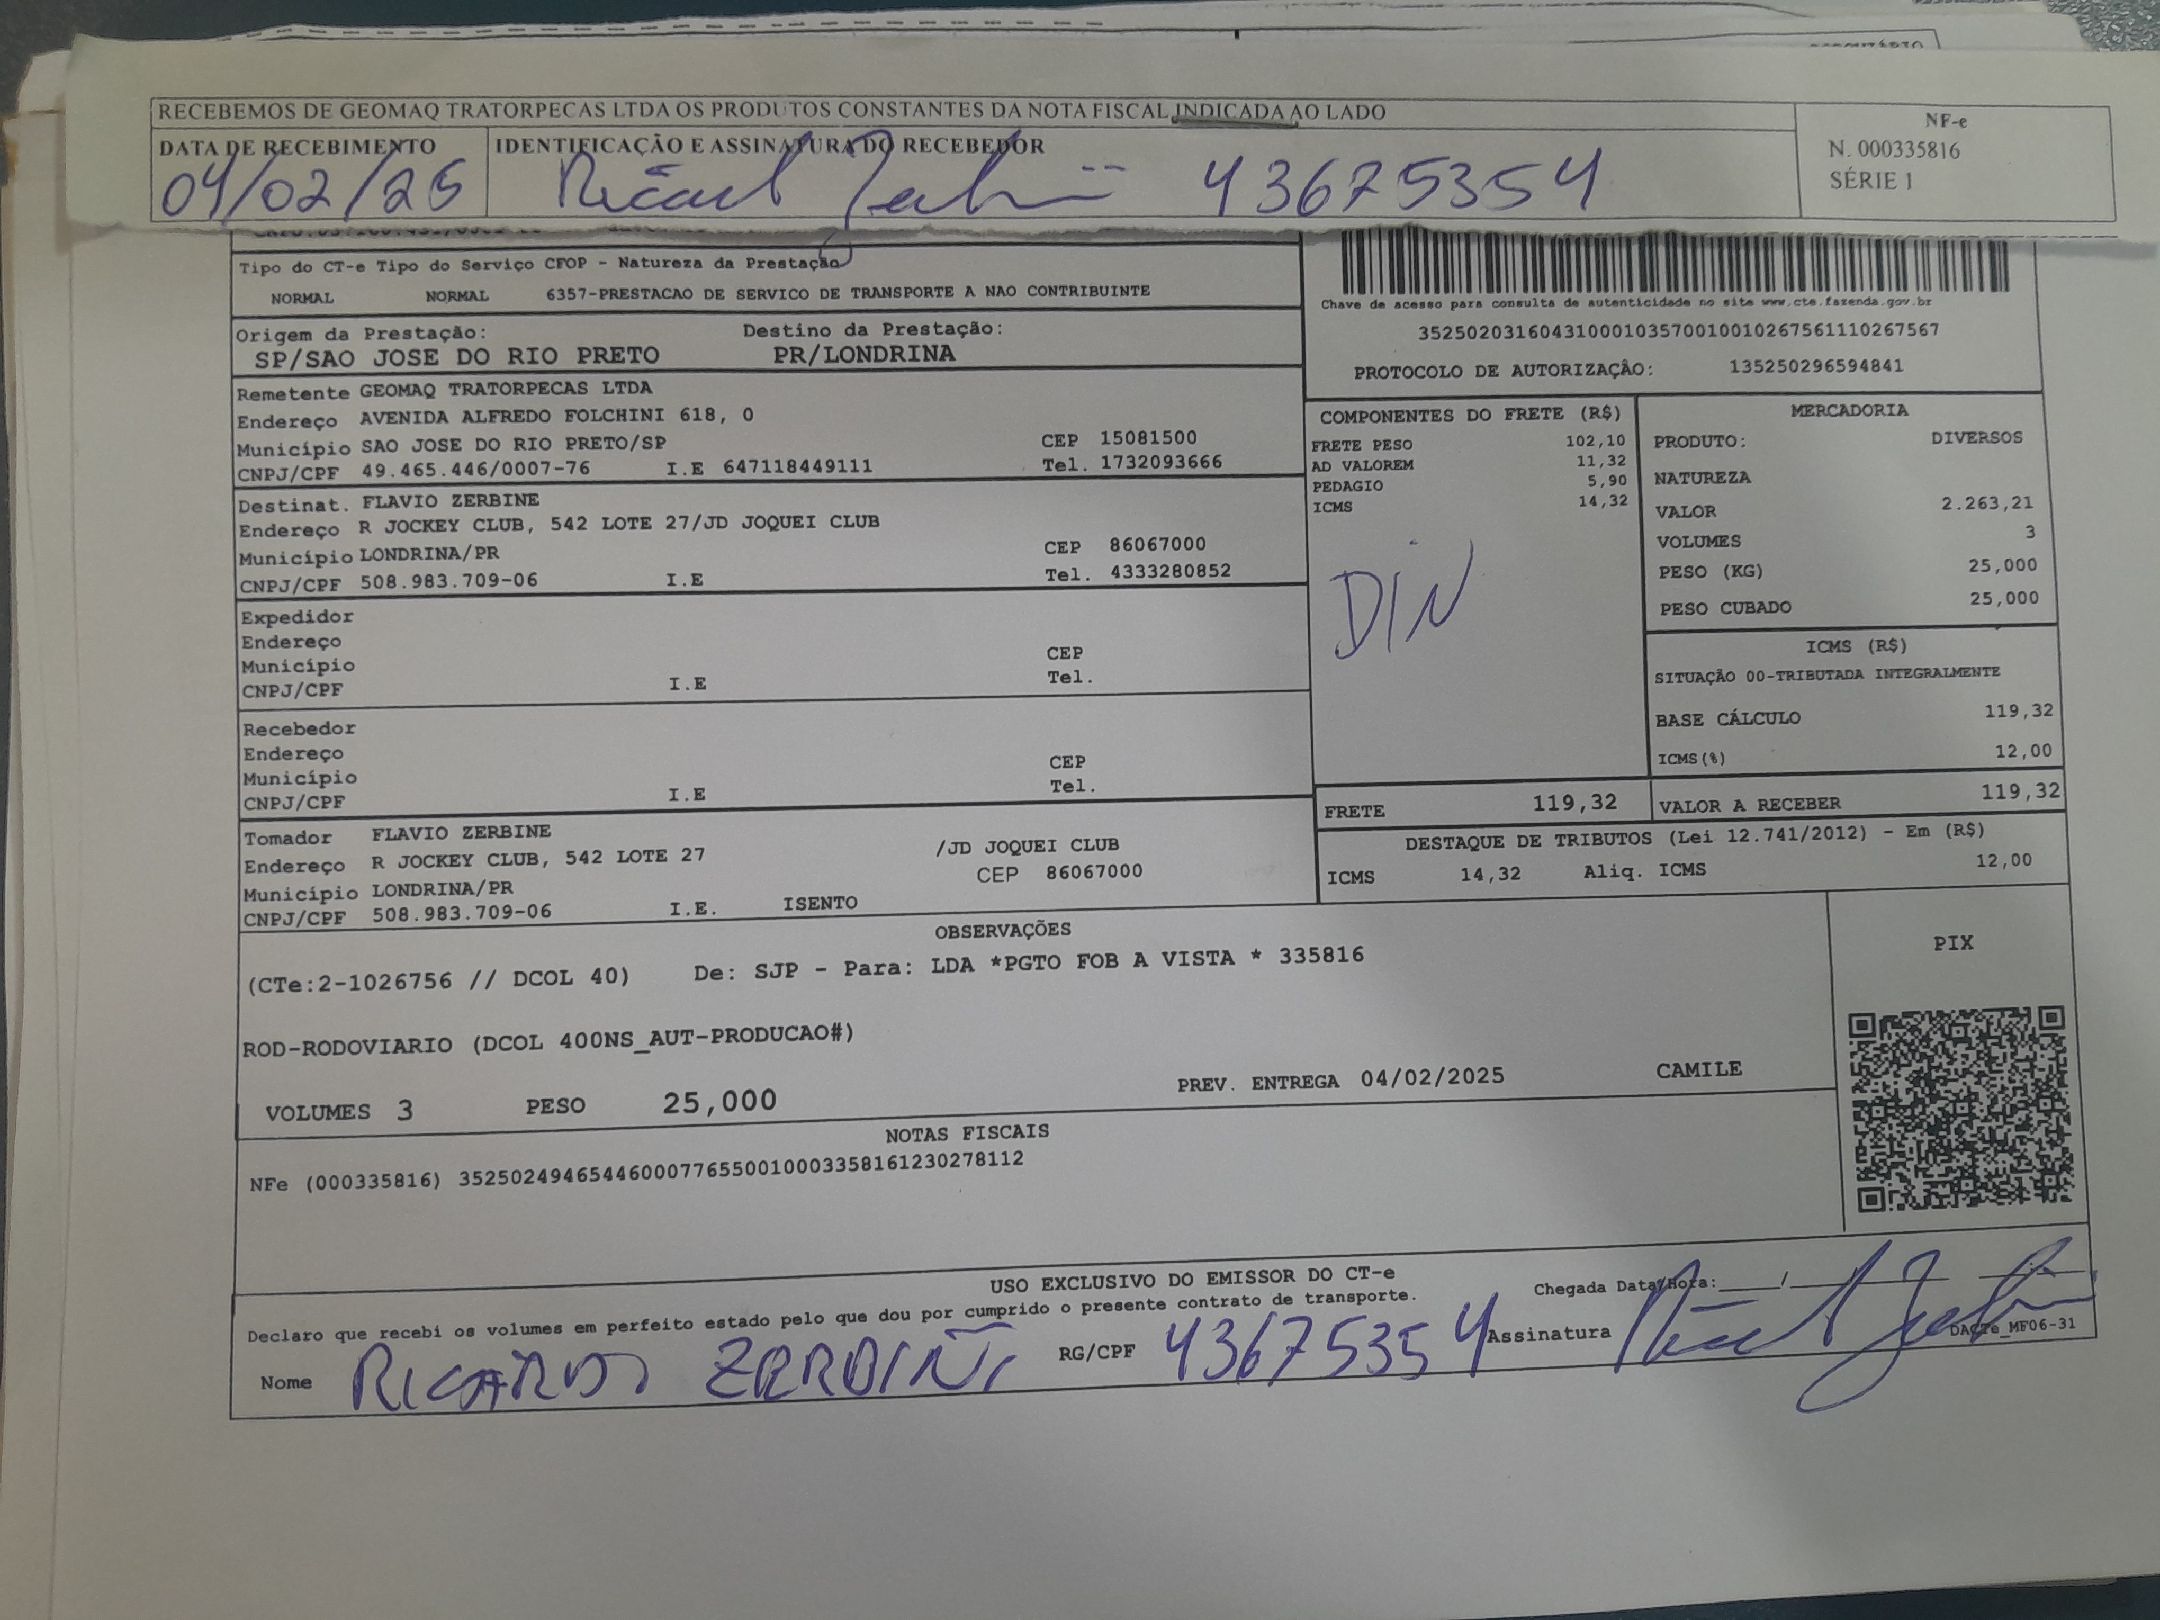 RECEBEMOS DE GEOMAQ TRATORPECAS LTDA OS PRODUTOS CONSTANTES DA NOTA FISCAL INDICADA AO LADO
DATA DE RECEBIMENTO
04/02/25
IDENTIFICAÇÃO E ASSINATURA DO RECEBEDOR
43675354
NF-e
N. 000335816
SÉRIE 1
Tipo do CT-e Tipo do Serviço CFOP - Natureza da Prestação
NORMAL NORMAL 6357-PRESTACAO DE SERVICO DE TRANSPORTE A NAO CONTRIBUINTE
Origem da Prestação: Destino da Prestação:
SP/SAO JOSE DO RIO PRETO PR/LONDRINA
Remetente GEOMAQ TRATORPECAS LTDA
Endereço AVENIDA ALFREDO FOLCHINI 618, 0
Município SAO JOSE DO RIO PRETO/SP CEP 15081500
CNPJ/CPF 49.465.446/0007-76 I.E 647118449111 Tel. 1732093666
Destinat. FLAVIO ZERBINE
Endereço R JOCKEY CLUB, 542 LOTE 27/JD JOQUEI CLUB
Município LONDRINA/PR CEP 86067000
CNPJ/CPF 508.983.709-06 I.E Tel. 4333280852
Expedidor
Endereço
Município CEP
CNPJ/CPF I.E Tel.
Recebedor
Endereço
Município CEP
CNPJ/CPF I.E Tel.
Tomador FLAVIO ZERBINE
Endereço R JOCKEY CLUB, 542 LOTE 27 /JD JOQUEI CLUB
Município LONDRINA/PR CEP 86067000
CNPJ/CPF 508.983.709-06 I.E. ISENTO
Chave de acesso para consulta de autenticidade no site www.cte.fazenda.gov.br
35250203160431000103570010010267561110267567
PROTOCOLO DE AUTORIZAÇÃO: 135250296594841
COMPONENTES DO FRETE (R$)
FRETE PESO 102,10
AD VALOREM 11,32
PEDAGIO 5,90
ICMS 14,32
DIN
MERCADORIA
PRODUTO: DIVERSOS
NATUREZA
VALOR 2.263,21
VOLUMES 3
PESO (KG) 25,000
PESO CUBADO 25,000
ICMS (R$)
SITUAÇÃO 00-TRIBUTADA INTEGRALMENTE
BASE CÁLCULO 119,32
ICMS(%) 12,00
FRETE 119,32 VALOR A RECEBER 119,32
DESTAQUE DE TRIBUTOS (Lei 12.741/2012) - Em (R$)
ICMS 14,32 Aliq. ICMS 12,00
OBSERVAÇÕES
(CTe:2-1026756 // DCOL 40) De: SJP - Para: LDA *PGTO FOB A VISTA * 335816
ROD-RODOVIARIO (DCOL 400NS_AUT-PRODUCAO#)
VOLUMES 3 PESO 25,000 PREV. ENTREGA 04/02/2025 CAMILE
PIX
NOTAS FISCAIS
NFe (000335816) 35250249465446000776550010003358161230278112
USO EXCLUSIVO DO EMISSOR DO CT-e
Declaro que recebi os volumes em perfeito estado pelo que dou por cumprido o presente contrato de transporte.
Chegada Data/Hora:_____/
Nome RICARDO ZERBINI RG/CPF 43675354 Assinatura
DACTe_MF06-31